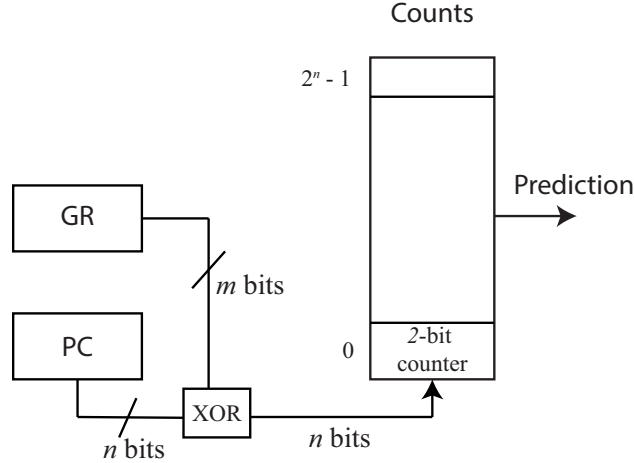 Counts
2ⁿ - 1
GR
Prediction
m bits
PC
0
2-bit
counter
XOR
n bits
n bits